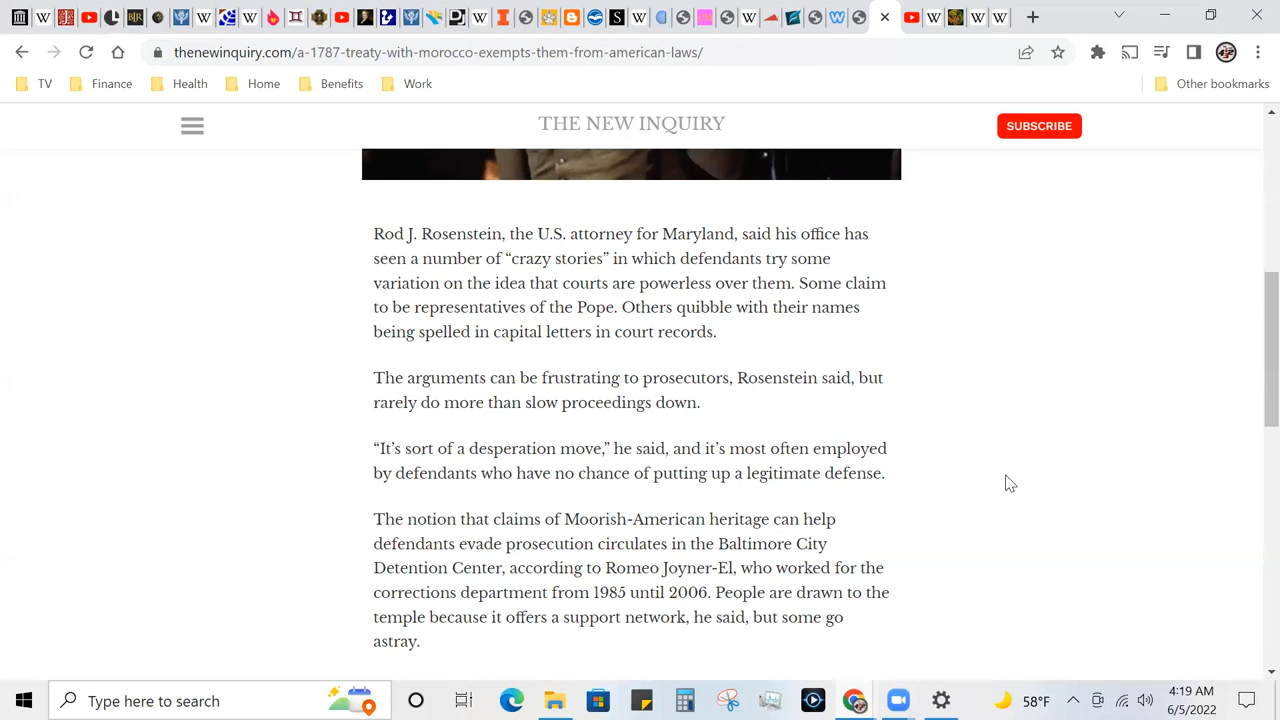 thenewinquiry.com/a-1787-treaty-with-morocco-exempts-them-from-american-laws/
TV Finance Health Home Benefits Work Other bookmarks
THE NEW INQUIRY SUBSCRIBE
Rod J. Rosenstein, the U.S. attorney for Maryland, said his office has
seen a number of “crazy stories” in which defendants try some
variation on the idea that courts are powerless over them. Some claim
to be representatives of the Pope. Others quibble with their names
being spelled in capital letters in court records.
The arguments can be frustrating to prosecutors, Rosenstein said, but
rarely do more than slow proceedings down.
“It’s sort of a desperation move,” he said, and it’s most often employed
by defendants who have no chance of putting up a legitimate defense.
The notion that claims of Moorish-American heritage can help
defendants evade prosecution circulates in the Baltimore City
Detention Center, according to Romeo Joyner-El, who worked for the
corrections department from 1985 until 2006. People are drawn to the
temple because it offers a support network, he said, but some go
astray.
Type here to search
58°F
4:19 AM
6/5/2022